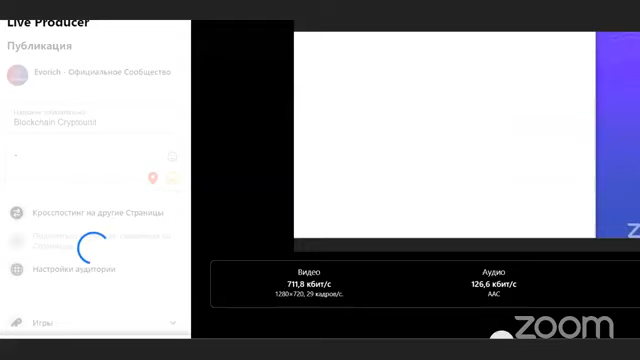 Live Producer
Публикация
Evorich - Официальное Сообщество
Blockchain Cryptounit
-
Кросспостинг на другие Страницы
Настройки аудитории
Игры
Видео
711,8 кбит/с
1280×720, 29 кадров/с.
Аудио
126,6 кбит/с
AAC
zoom